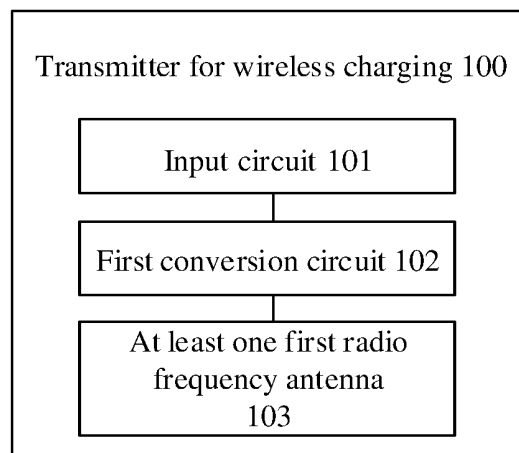 Transmitter for wireless charging 100
Input circuit 101
First conversion circuit 102
At least one first radio
frequency antenna
103